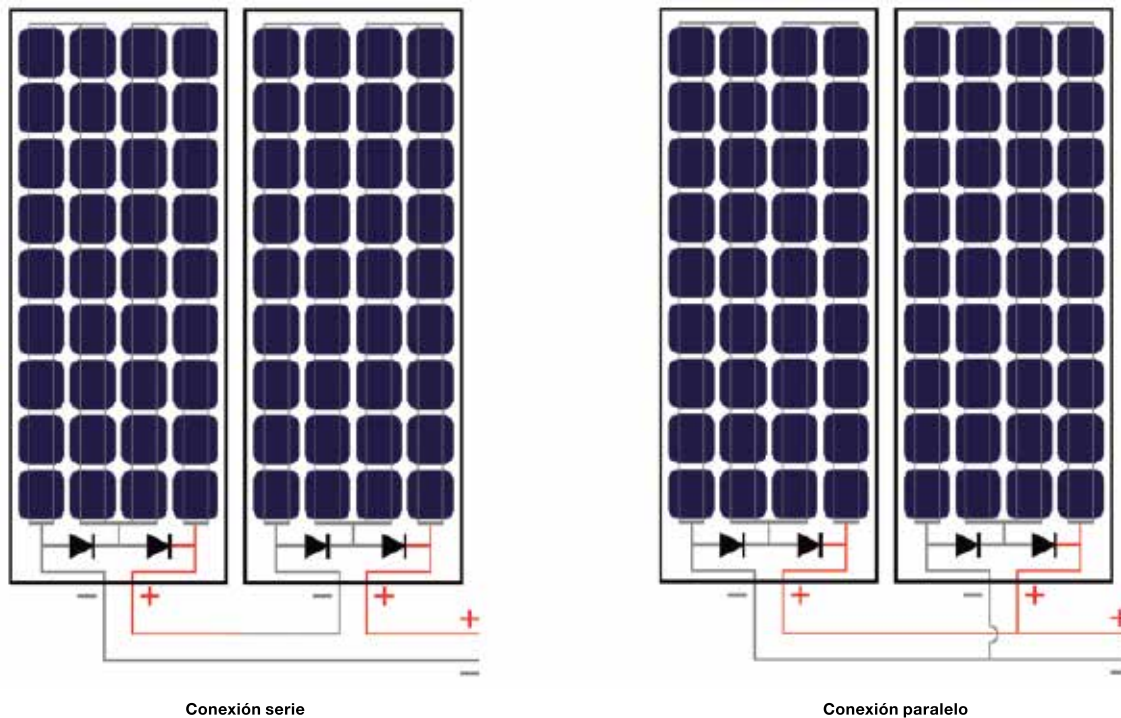 − + − +
+
−
− + − +
+
−
Conexión serie
Conexión paralelo